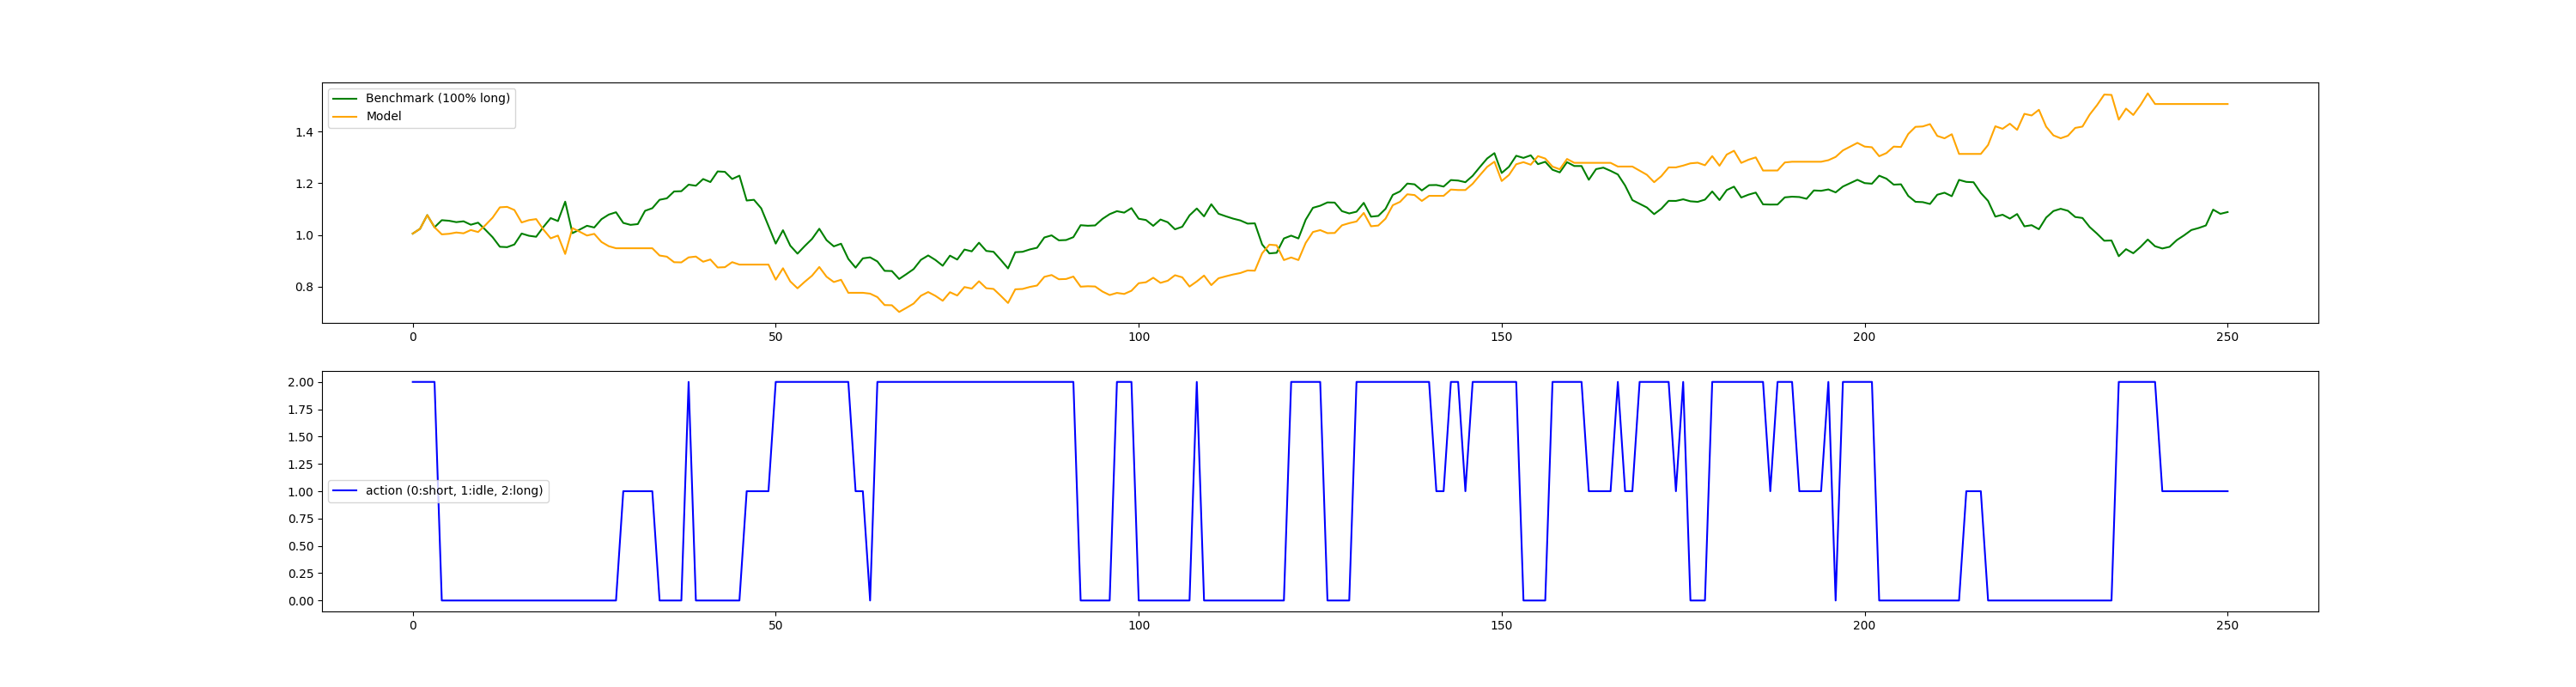 Benchmark (100% long)
Model
1.4
1.2
1.0
0.8
0 50 100 150 200 250
2.00
1.75
1.50
1.25
1.00
0.75
0.50
0.25
0.00
action (0:short, 1:idle, 2:long)
0 50 100 150 200 250